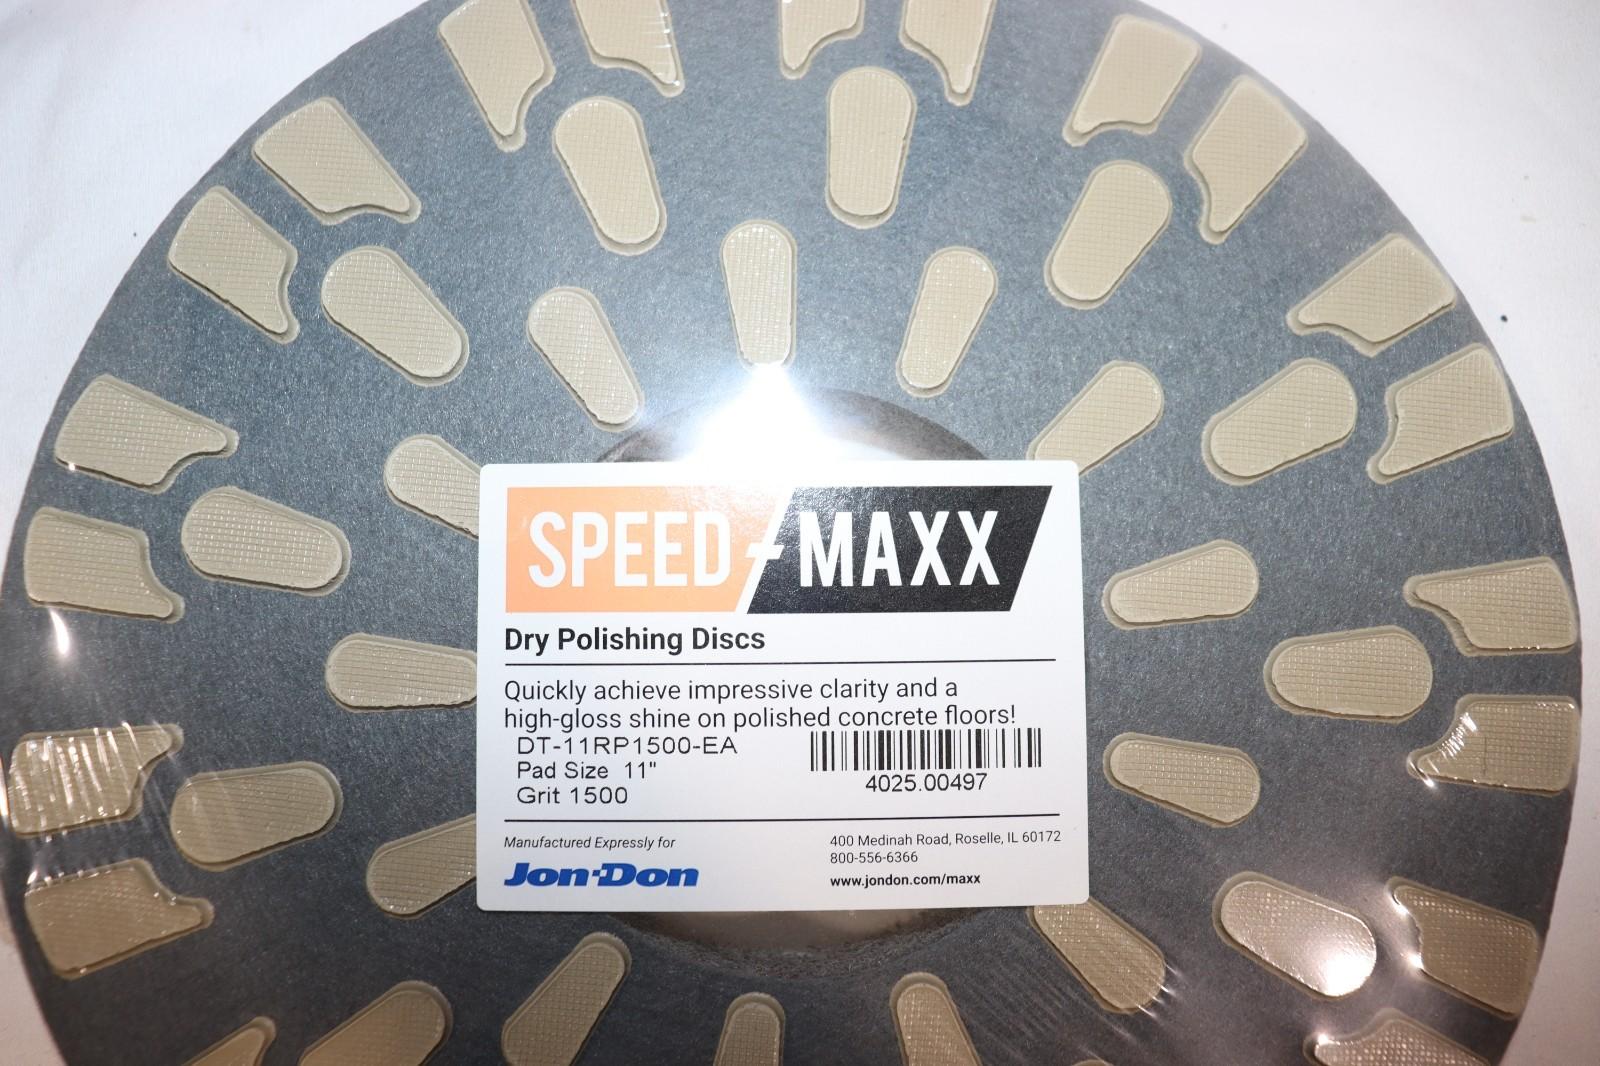 SPEED MAXX
Dry Polishing Discs
Quickly achieve impressive clarity and a
high-gloss shine on polished concrete floors!
DT-11RP1500-EA
Pad Size 11"
Grit 1500
4025.00497
Manufactured Expressly for
Jon-Don
400 Medinah Road, Roselle, IL 60172
800-556-6366
www.jondon.com/maxx